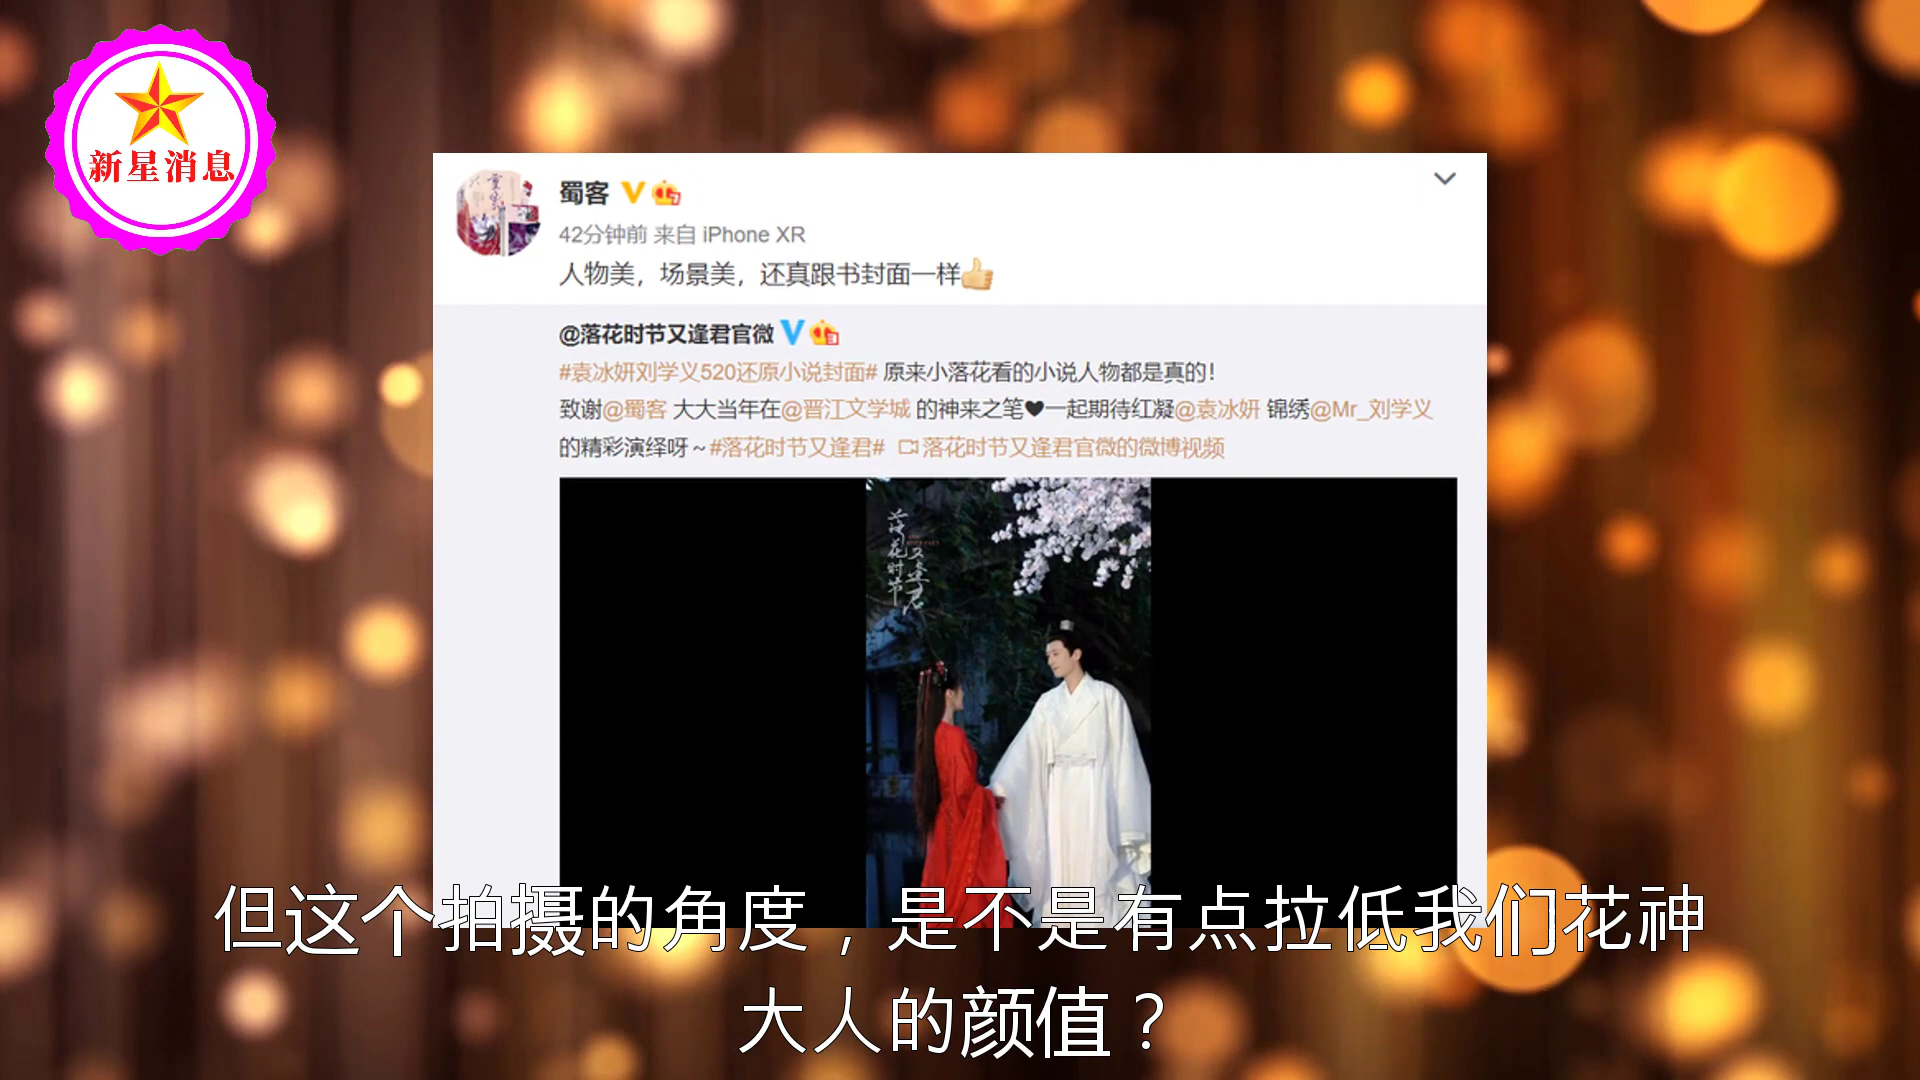 新星消息
蜀客
42分钟前 来自 iPhone XR
人物美，场景美，还真跟书封面一样
@落花时节又逢君官微
#袁冰妍刘学义520还原小说封面# 原来小落花看的小说人物都是真的！
致谢@蜀客 大大当年在@晋江文学城 的神来之笔♥一起期待红凝@袁冰妍 锦绣@Mr_刘学义
的精彩演绎呀～#落花时节又逢君# 落花时节又逢君官微的微博视频
落花时节
又逢君
但这个拍摄的角度，是不是有点拉低我们花神
大人的颜值？